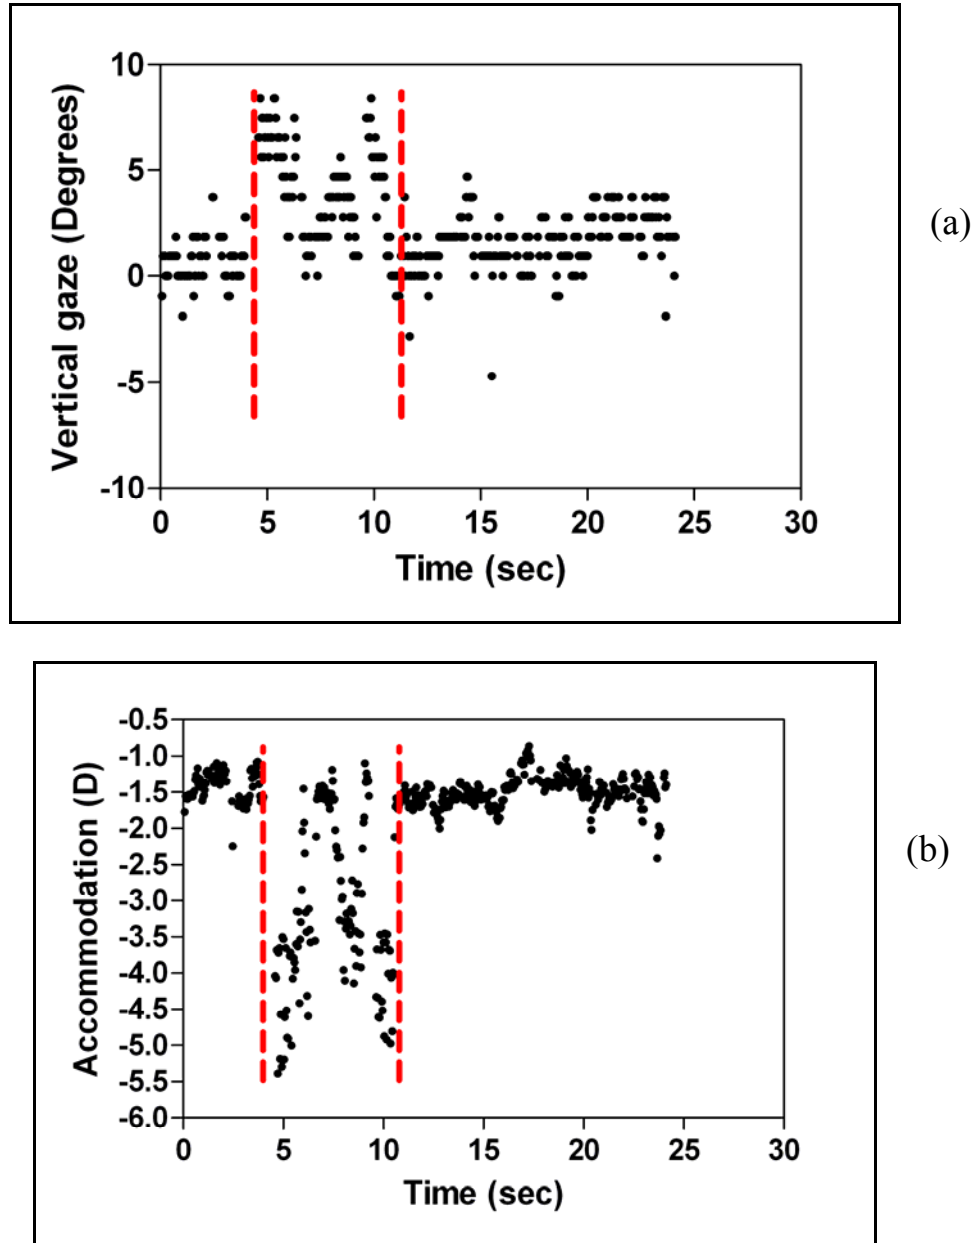 10
5
0
-5
-10
Vertical gaze (Degrees)
0 5 10 15 20 25 30
Time (sec)
(a)
-0.5
-1.0
-1.5
-2.0
-2.5
-3.0
-3.5
-4.0
-4.5
-5.0
-5.5
-6.0
Accommodation (D)
0 5 10 15 20 25 30
Time (sec)
(b)